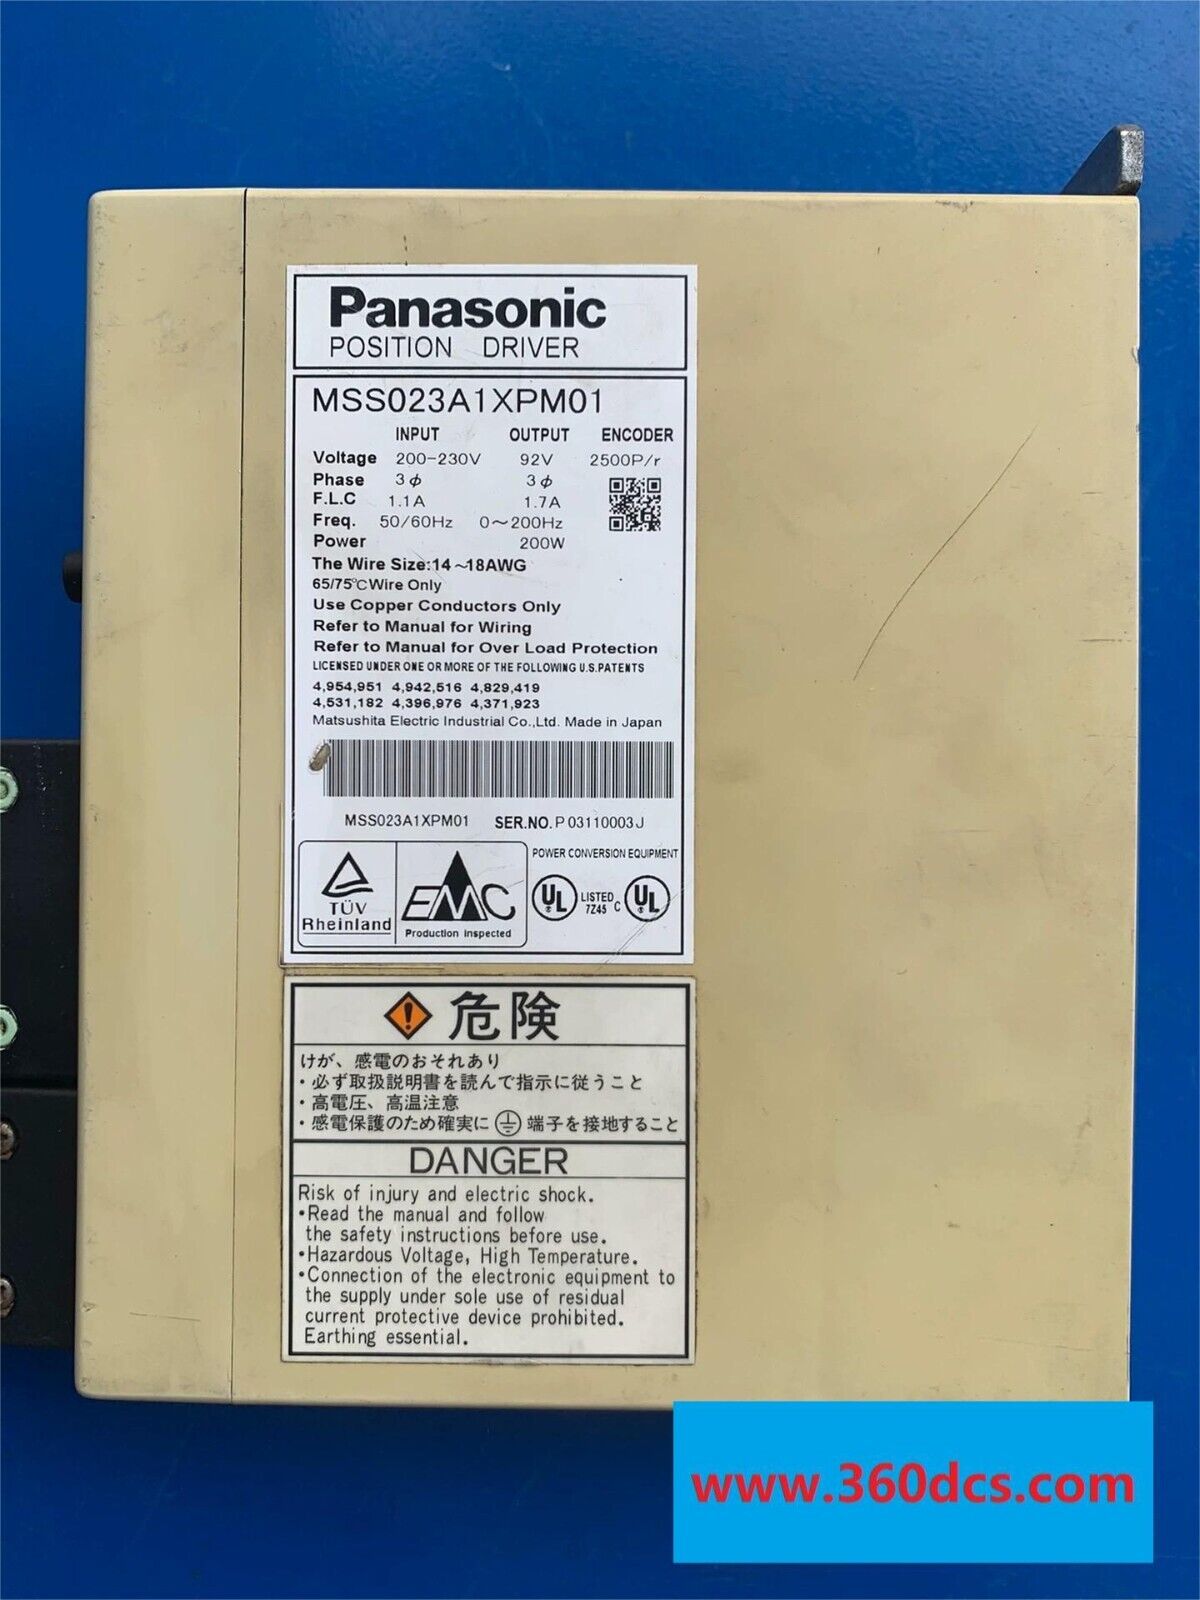 Panasonic
POSITION DRIVER
MSS023A1XPM01
INPUT OUTPUT ENCODER
Voltage 200-230V 92V 2500P/r
Phase 3ϕ 3ϕ
F.L.C 1.1A 1.7A
Freq. 50/60Hz 0～200Hz
Power 200W
The Wire Size:14～18AWG
65/75℃Wire Only
Use Copper Conductors Only
Refer to Manual for Wiring
Refer to Manual for Over Load Protection
LICENSED UNDER ONE OR MORE OF THE FOLLOWING U.S.PATENTS
4,954,951 4,942,516 4,829,419
4,531,182 4,396,976 4,371,923
Matsushita Electric Industrial Co.,Ltd. Made in Japan
MSS023A1XPM01 SER.NO. P 03110003J
POWER CONVERSION EQUIPMENT
TÜV
Rheinland
EMC
Production inspected
UL LISTED C UL
7Z45
危険
けが、感電のおそれあり
・必ず取扱説明書を読んで指示に従うこと
・高電圧、高温注意
・感電保護のため確実に⏚端子を接地すること
DANGER
Risk of injury and electric shock.
•Read the manual and follow
the safety instructions before use.
•Hazardous Voltage, High Temperature.
•Connection of the electronic equipment to
the supply under sole use of residual
current protective device prohibited.
Earthing essential.
www.360dcs.com